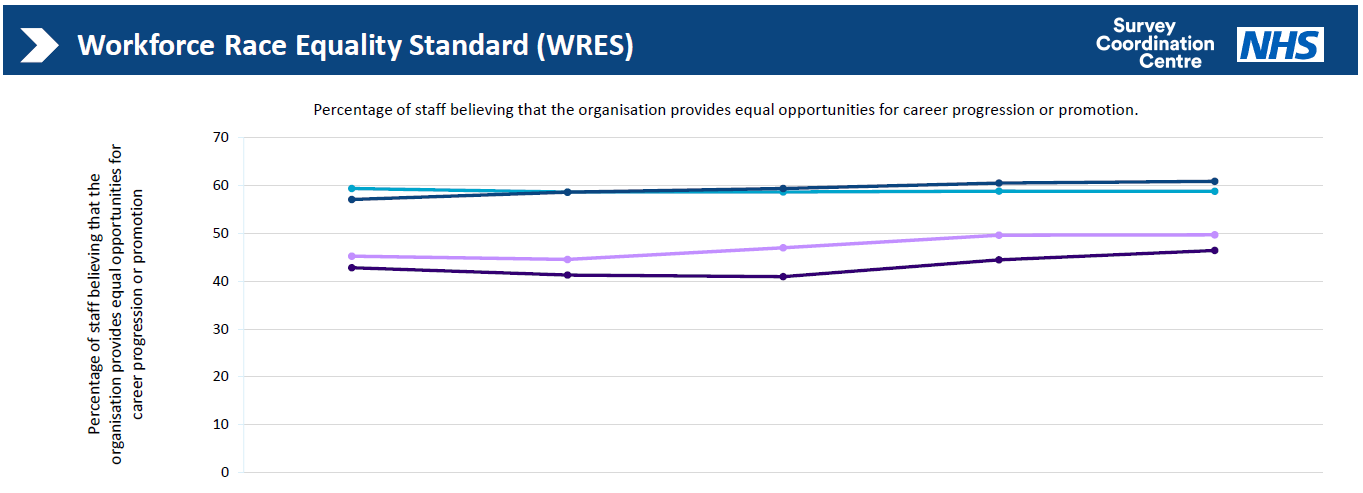 Workforce Race Equality Standard (WRES)
Survey
Coordination
Centre
NHS
Percentage of staff believing that the organisation provides equal opportunities for career progression or promotion.
Percentage of staff believing that the
organisation provides equal opportunities for
career progression or promotion
70
60
50
40
30
20
10
0